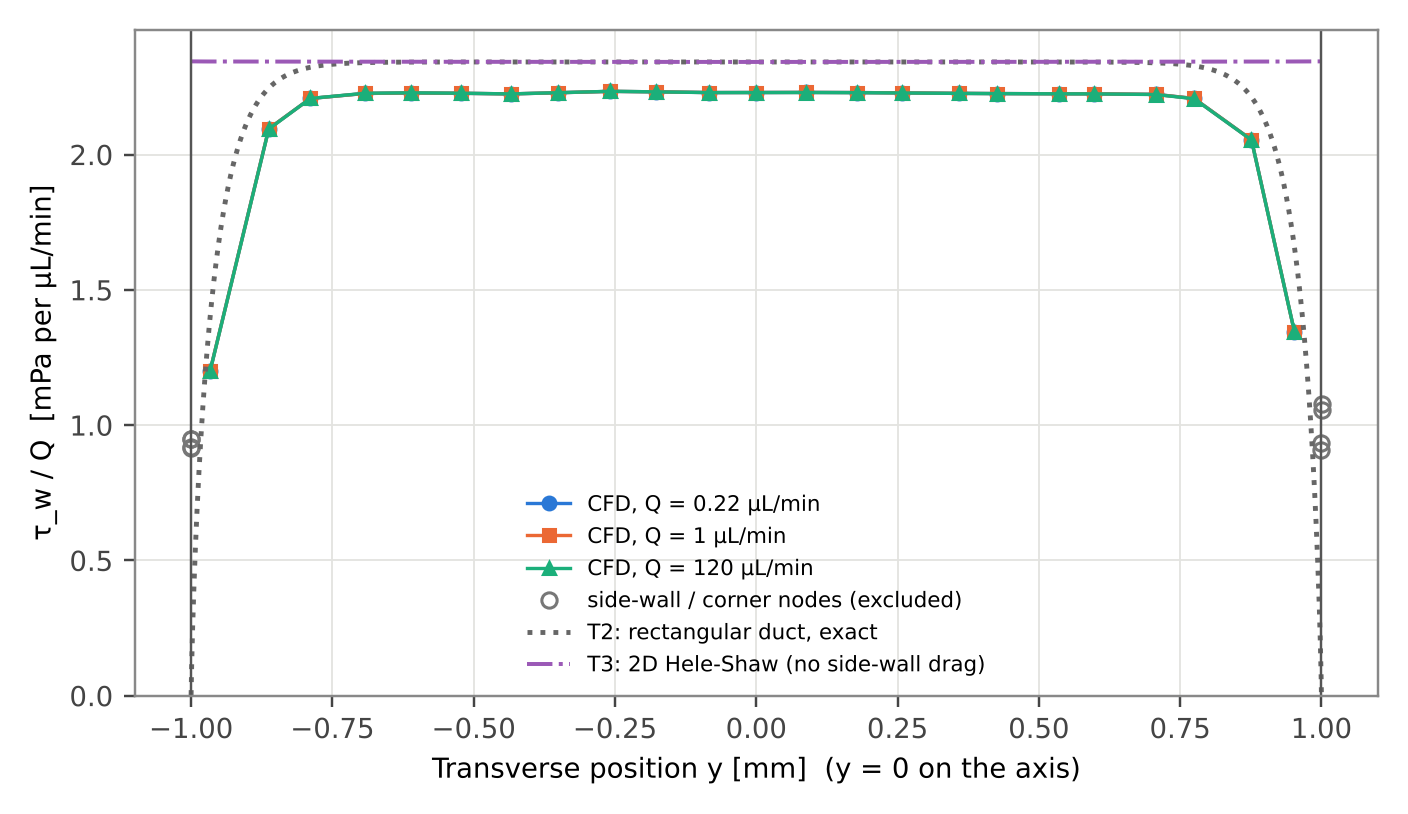 τ_w / Q [mPa per µL/min]
2.0
1.5
1.0
0.5
0.0
CFD, Q = 0.22 µL/min
CFD, Q = 1 µL/min
CFD, Q = 120 µL/min
side-wall / corner nodes (excluded)
T2: rectangular duct, exact
T3: 2D Hele-Shaw (no side-wall drag)
−1.00 −0.75 −0.50 −0.25 0.00 0.25 0.50 0.75 1.00
Transverse position y [mm] (y = 0 on the axis)